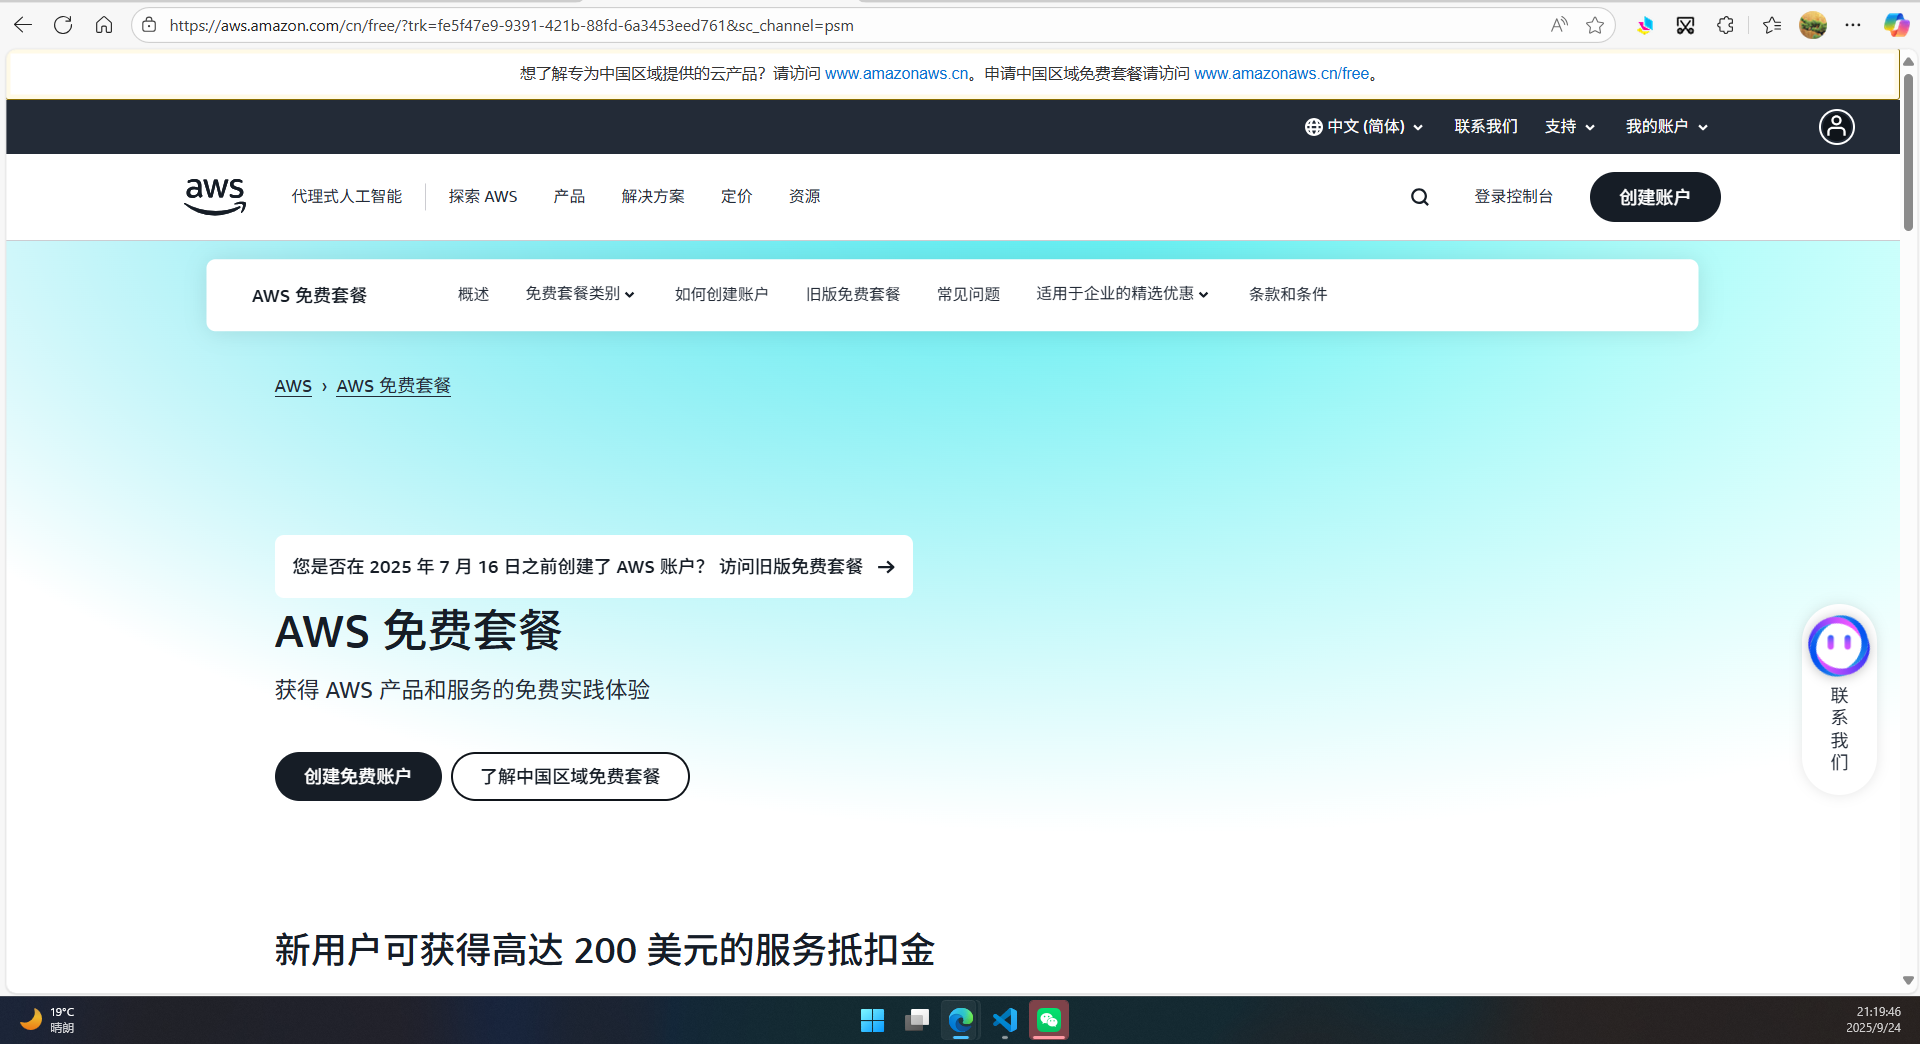 https://aws.amazon.com/cn/free/?trk=fe5f47e9-9391-421b-88fd-6a3453eed761&sc_channel=psm
想了解专为中国区域提供的云产品？请访问 www.amazonaws.cn。申请中国区域免费套餐请访问 www.amazonaws.cn/free。
中文 (简体) 联系我们 支持 我的账户
aws 代理式人工智能 探索 AWS 产品 解决方案 定价 资源 登录控制台 创建账户
AWS 免费套餐 概述 免费套餐类别 如何创建账户 旧版免费套餐 常见问题 适用于企业的精选优惠 条款和条件
AWS › AWS 免费套餐
您是否在 2025 年 7 月 16 日之前创建了 AWS 账户？ 访问旧版免费套餐 →
AWS 免费套餐
获得 AWS 产品和服务的免费实践体验
创建免费账户 了解中国区域免费套餐
联
系
我
们
新用户可获得高达 200 美元的服务抵扣金
19°C
晴朗
21:19:46
2025/9/24